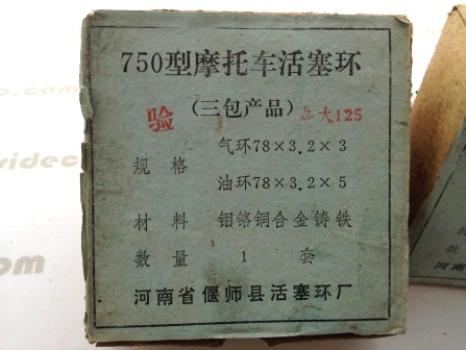 750型摩托车活塞环
验 (三包产品) 加大125
气环78×3.2×3
规格
油环78×3.2×5
材料 钼铬铜合金铸铁
数量 1 套
河南省偃师县活塞环厂
河南